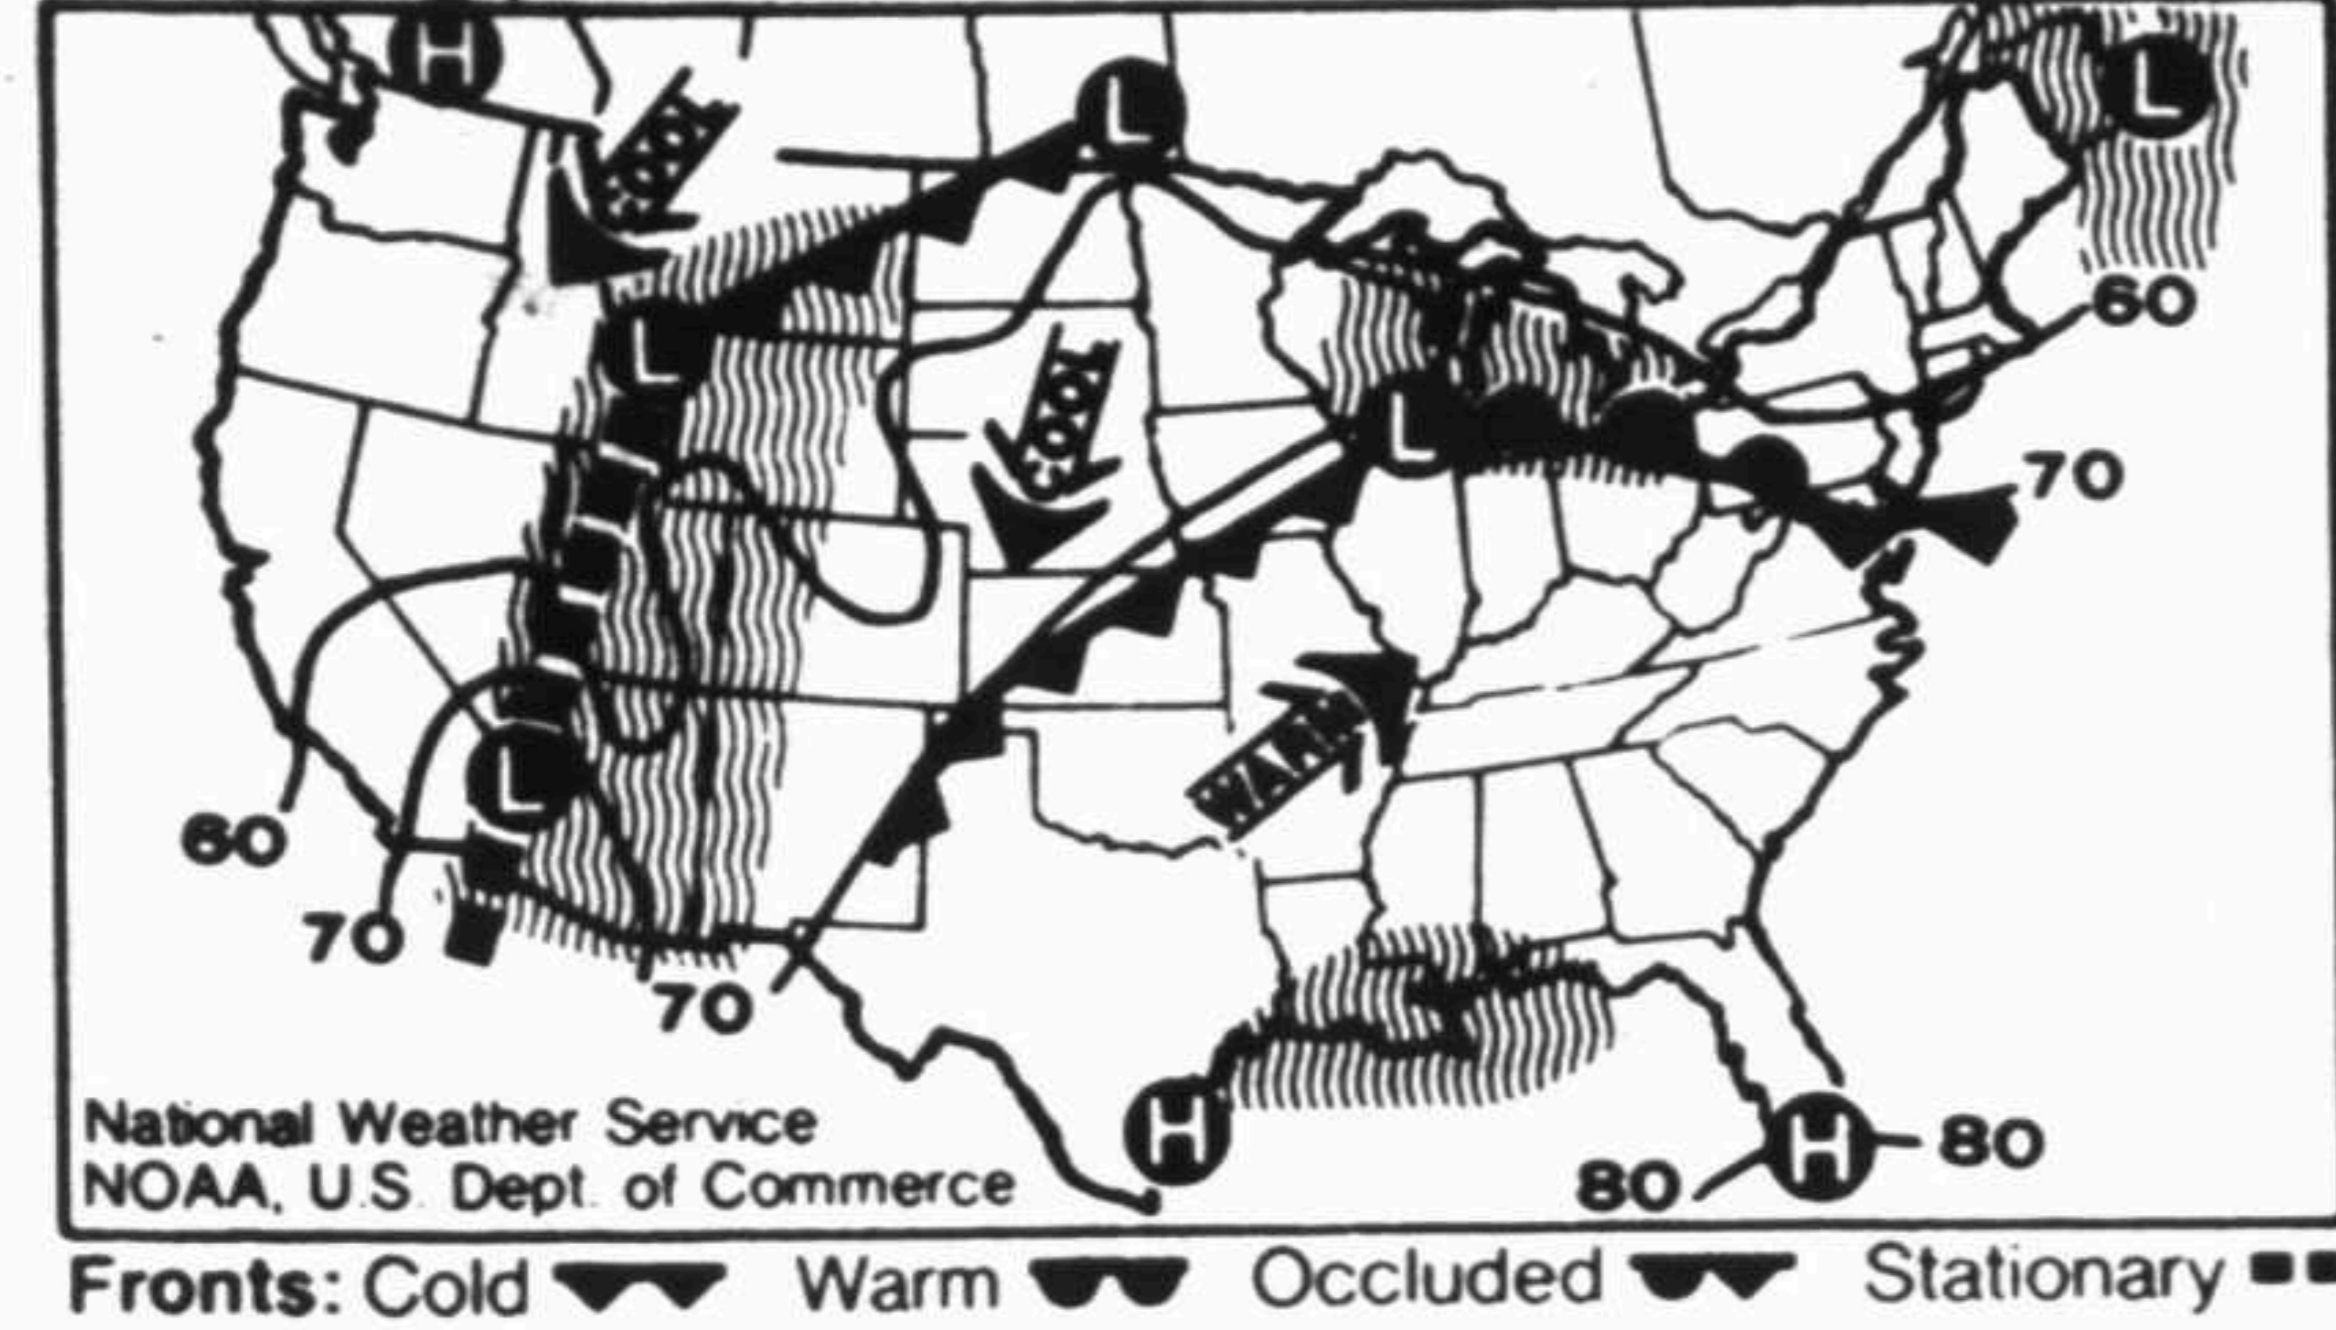 H
L
L
COOL
L
60
COOL
L
70
L
WARM
60
70
70
H
H
80
80
National Weather Service
NOAA, U.S. Dept. of Commerce
Fronts: Cold Warm Occluded Stationary